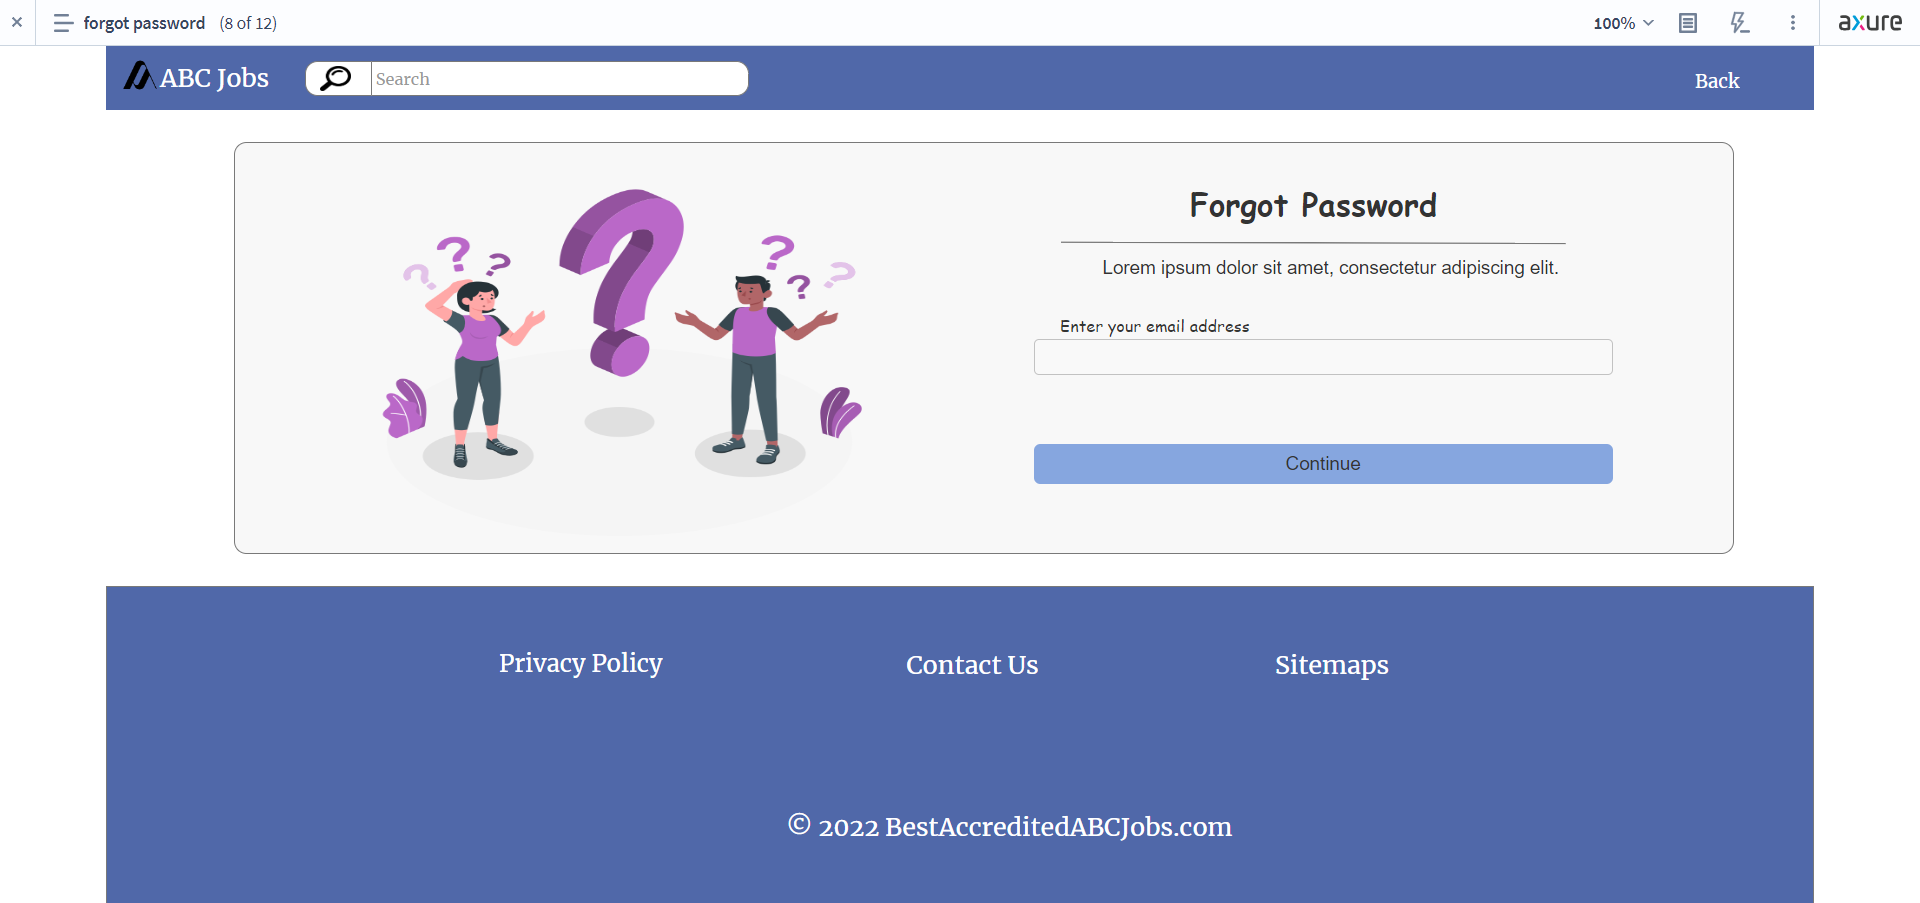 forgot password (8 of 12)
100%
axure
ABC Jobs
Search
Back
Forgot Password
Lorem ipsum dolor sit amet, consectetur adipiscing elit.
Enter your email address
Continue
Privacy Policy
Contact Us
Sitemaps
© 2022 BestAccreditedABCJobs.com